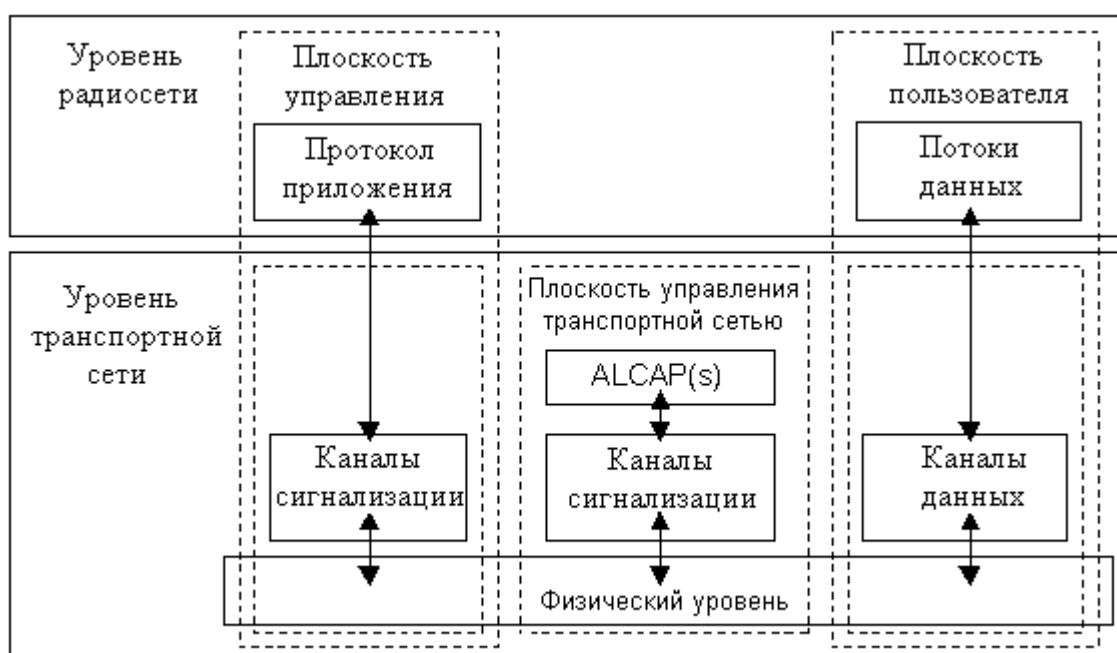 Уровень
радиосети
Плоскость
управления
Протокол
приложения
Плоскость
пользователя
Потоки
данных
Уровень
транспортной
сети
Плоскость управления
транспортной сетью
ALCAP(s)
Каналы
сигнализации
Каналы
сигнализации
Каналы
данных
Физический уровень